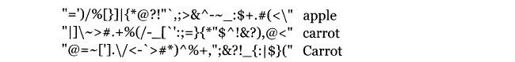 "=')/%[}]|{*@?!"`,;>&^-~_:$+.#(<\" apple
"|]\~>#.+%(/-_[`':;=}{*"$^!&?),@<" carrot
"@=~['].\/<-`>#*)^%+,";&?!_{:|$}(" Carrot